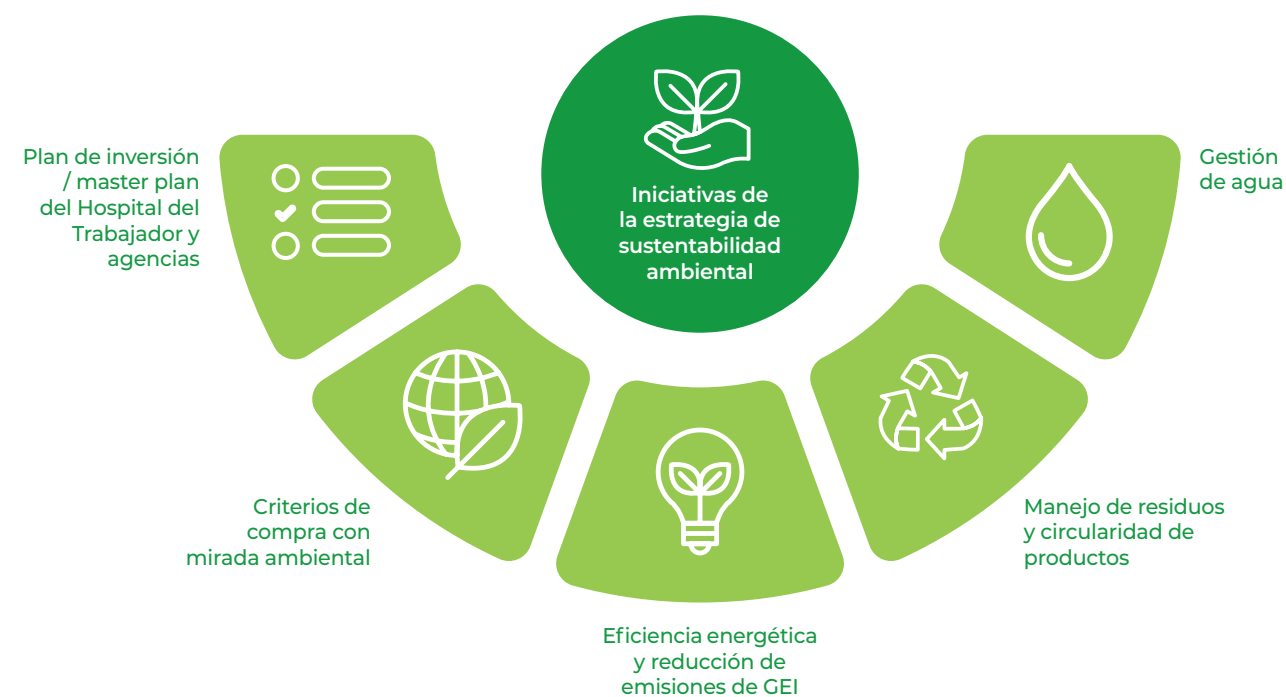 Iniciativas de
la estrategia de
sustentabilidad
ambiental
Plan de inversión
/ master plan
del Hospital del
Trabajador y
agencias
Criterios de
compra con
mirada ambiental
Eficiencia energética
y reducción de
emisiones de GEI
Manejo de residuos
y circularidad de
productos
Gestión
de agua